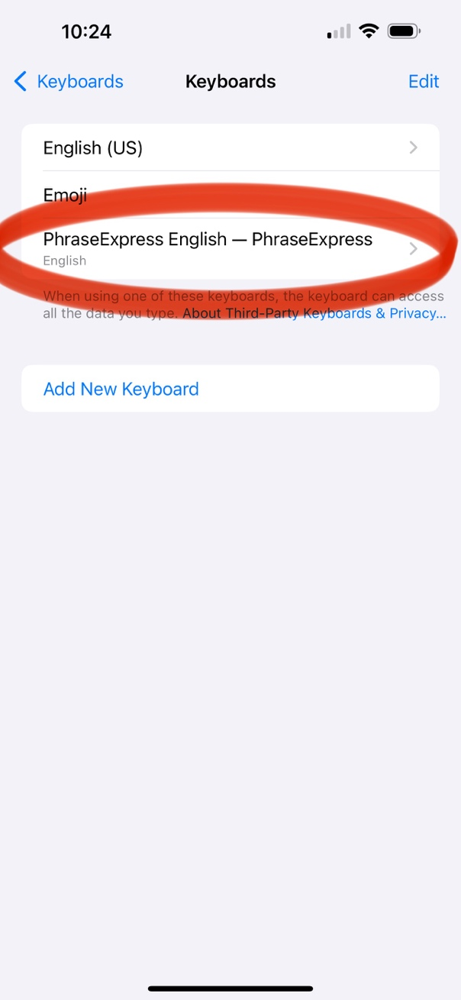 10:24
Keyboards
Keyboards
Edit
English (US)
Emoji
PhraseExpress English — PhraseExpress
English
When using one of these keyboards, the keyboard can access
all the data you type. About Third-Party Keyboards & Privacy...
Add New Keyboard